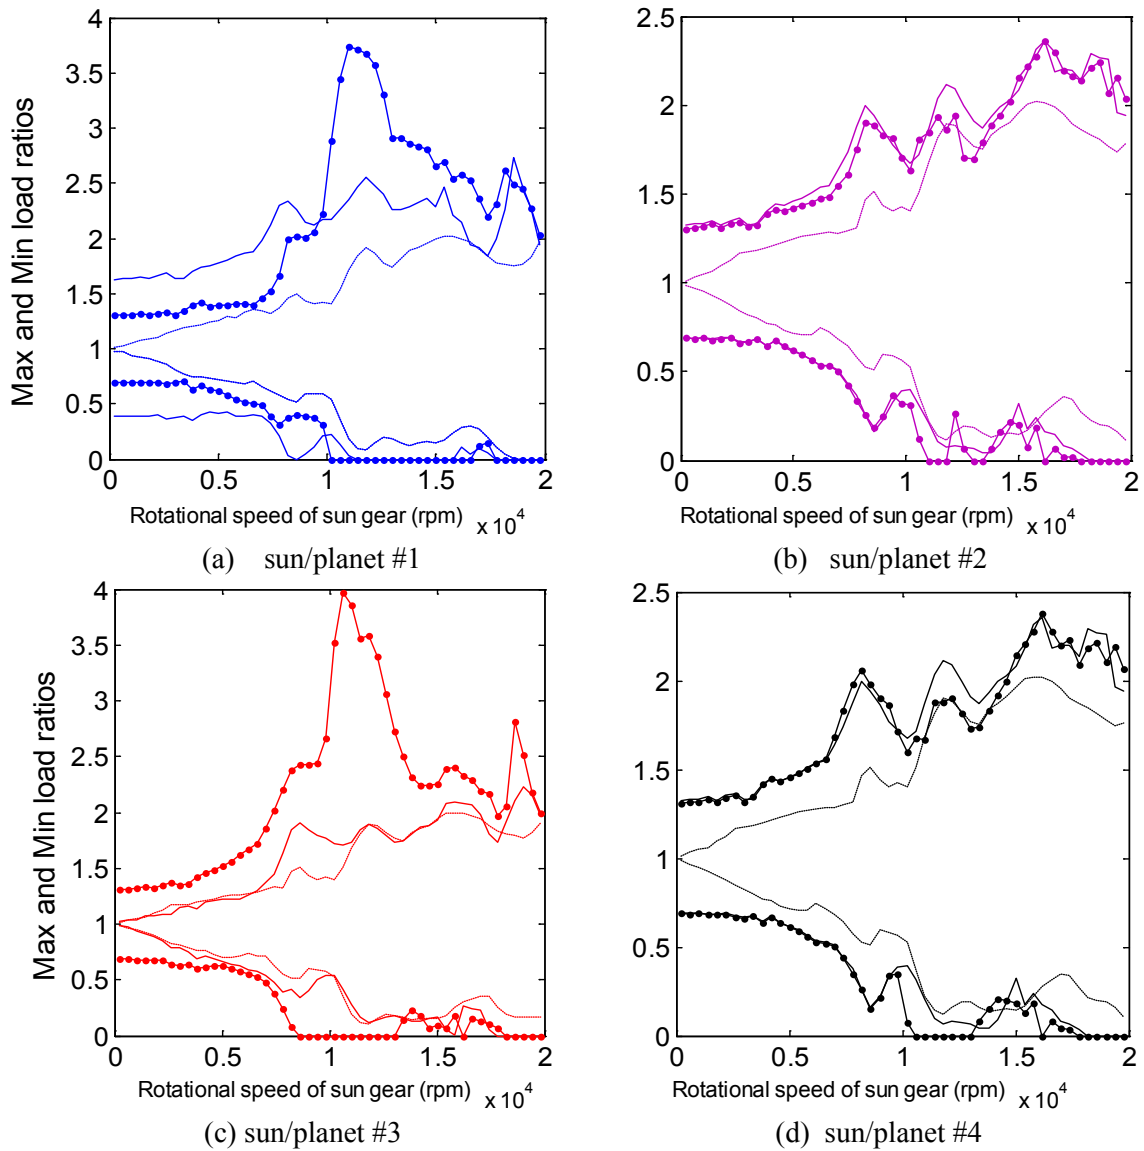 Max and Min load ratios
4
3.5
3
2.5
2
1.5
1
0.5
0
0 0.5 1 1.5 2
Rotational speed of sun gear (rpm) x 10^4
(a) sun/planet #1
2.5
2
1.5
1
0.5
0
0 0.5 1 1.5 2
Rotational speed of sun gear (rpm) x 10^4
(b) sun/planet #2
Max and Min load ratios
4
3.5
3
2.5
2
1.5
1
0.5
0
0 0.5 1 1.5 2
Rotational speed of sun gear (rpm) x 10^4
(c) sun/planet #3
2.5
2
1.5
1
0.5
0
0 0.5 1 1.5 2
Rotational speed of sun gear (rpm) x 10^4
(d) sun/planet #4